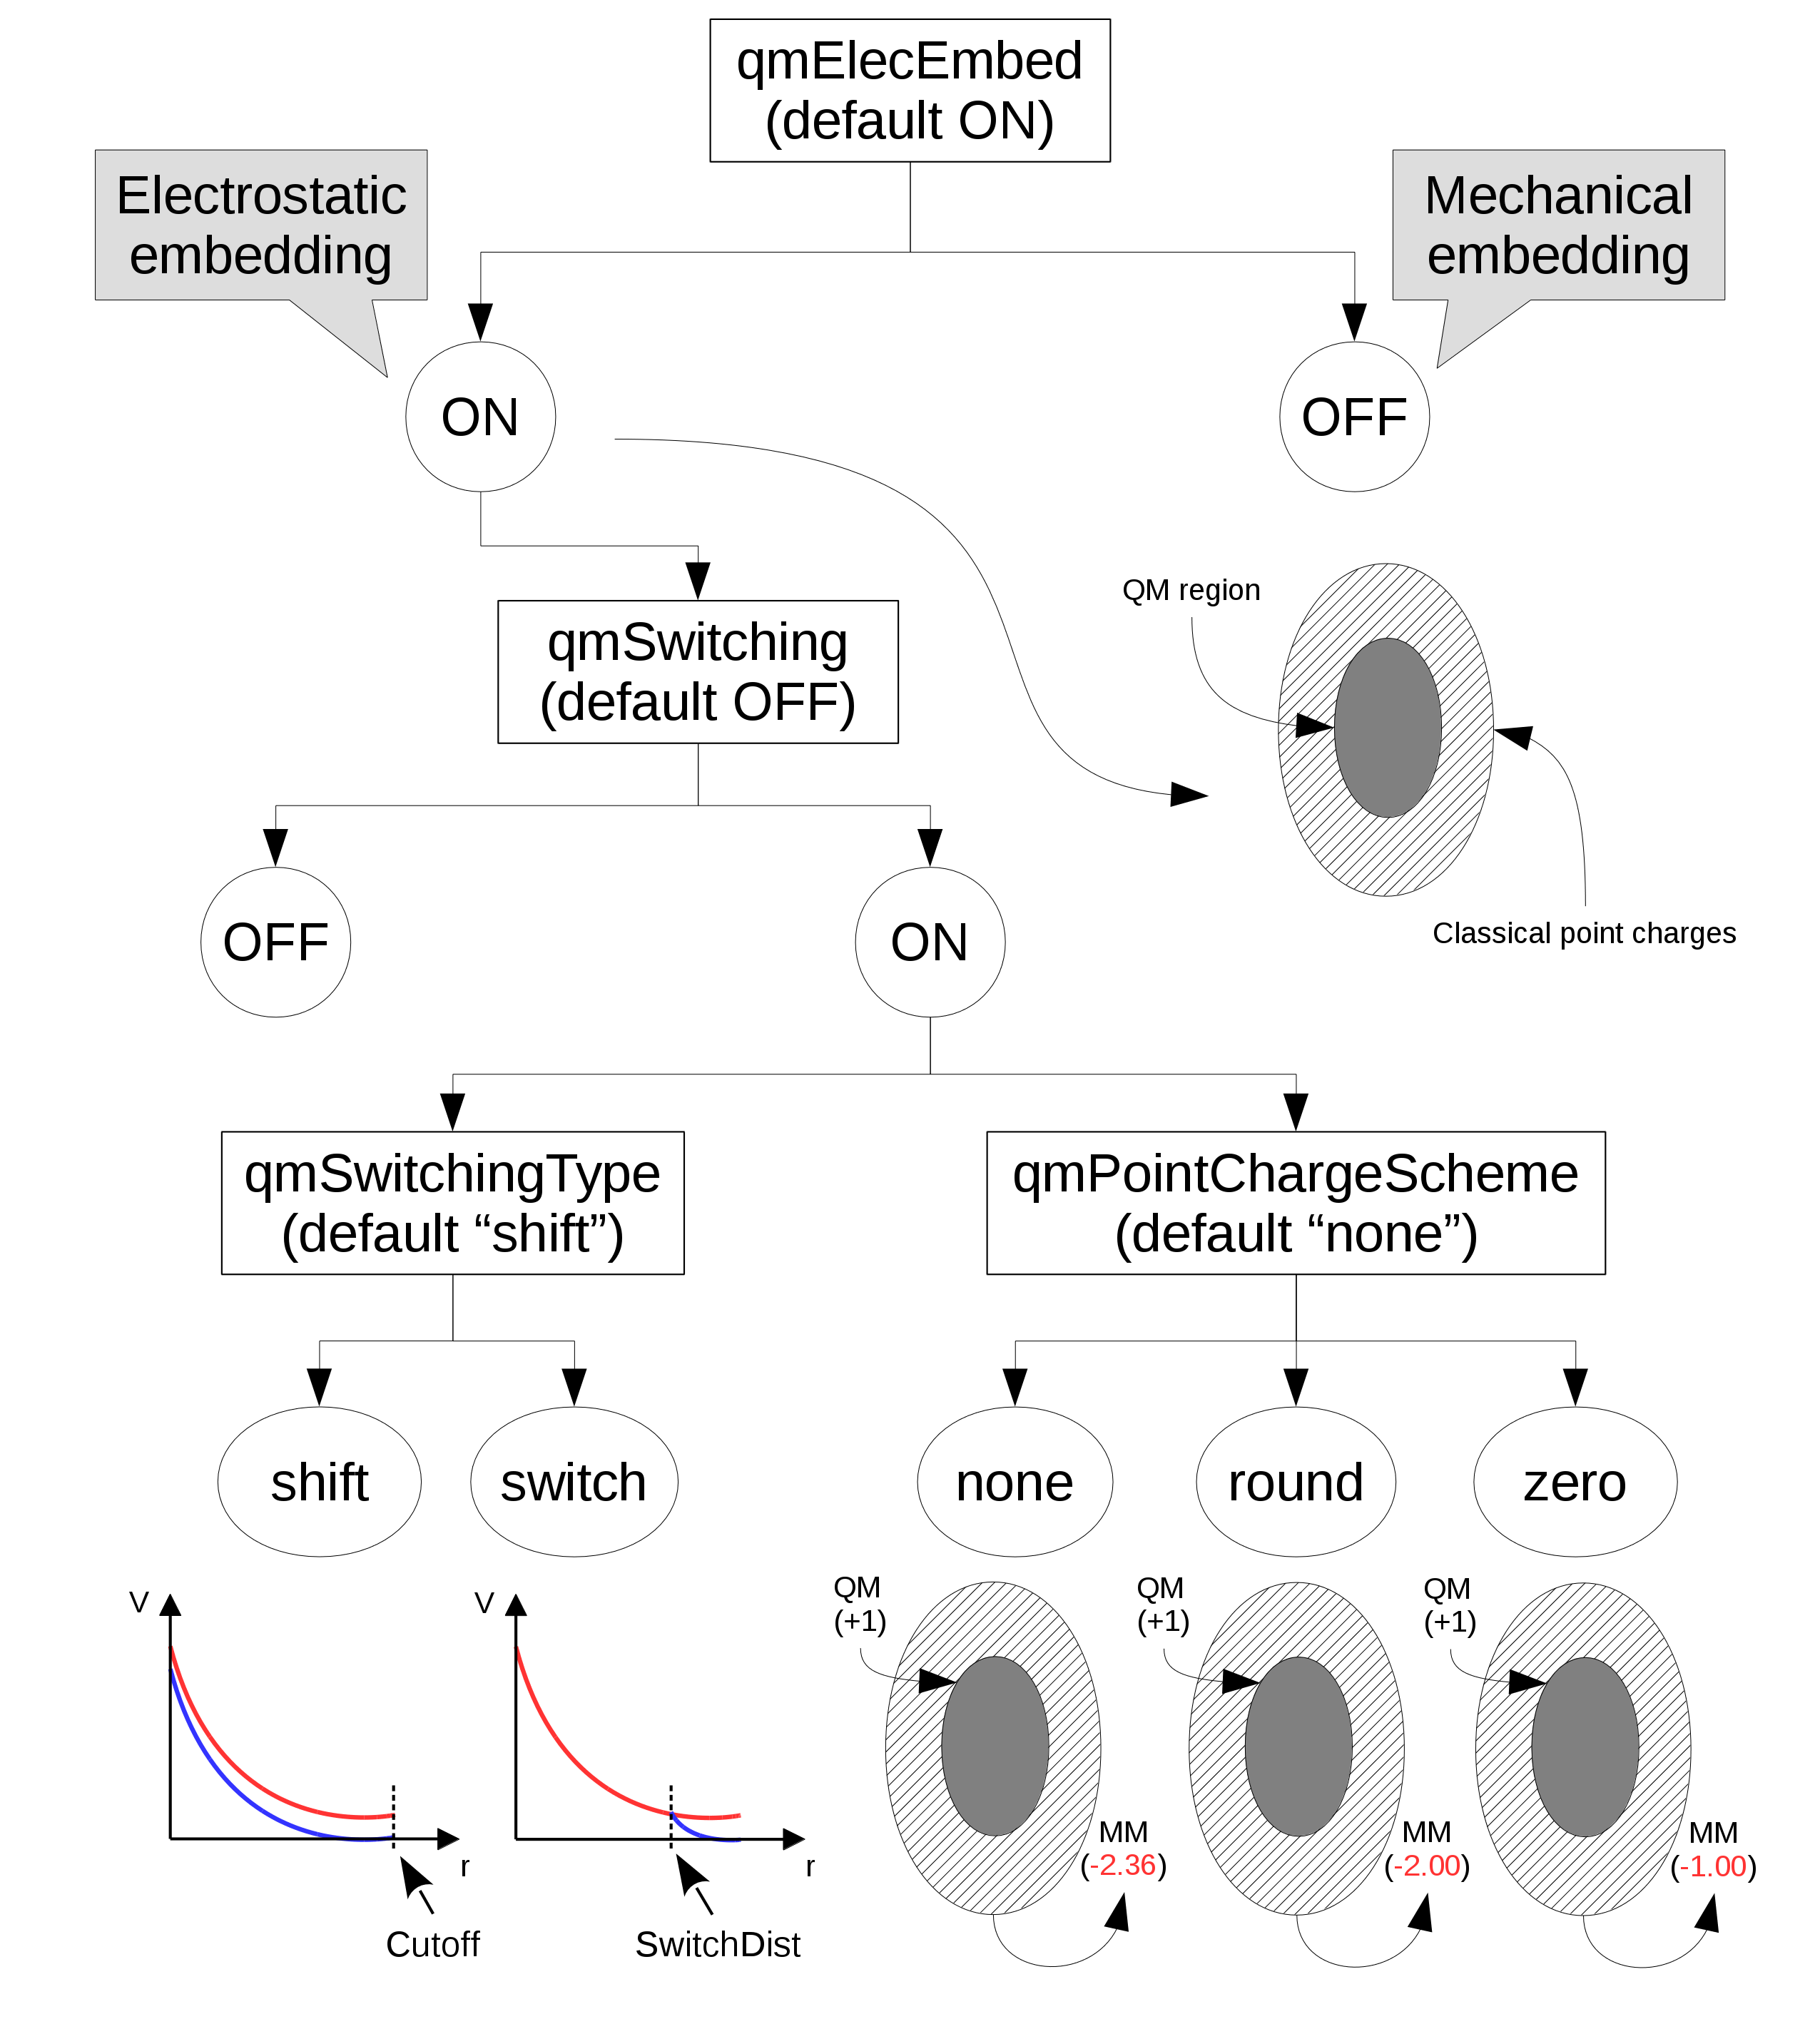 qmElecEmbed
(default ON)
Electrostatic
embedding
Mechanical
embedding
ON
OFF
QM region
qmSwitching
(default OFF)
Classical point charges
OFF
ON
qmSwitchingType
(default “shift”)
qmPointChargeScheme
(default “none”)
shift
switch
none
round
zero
V
r
Cutoff
V
r
SwitchDist
QM
(+1)
MM
(-2.36)
QM
(+1)
MM
(-2.00)
QM
(+1)
MM
(-1.00)